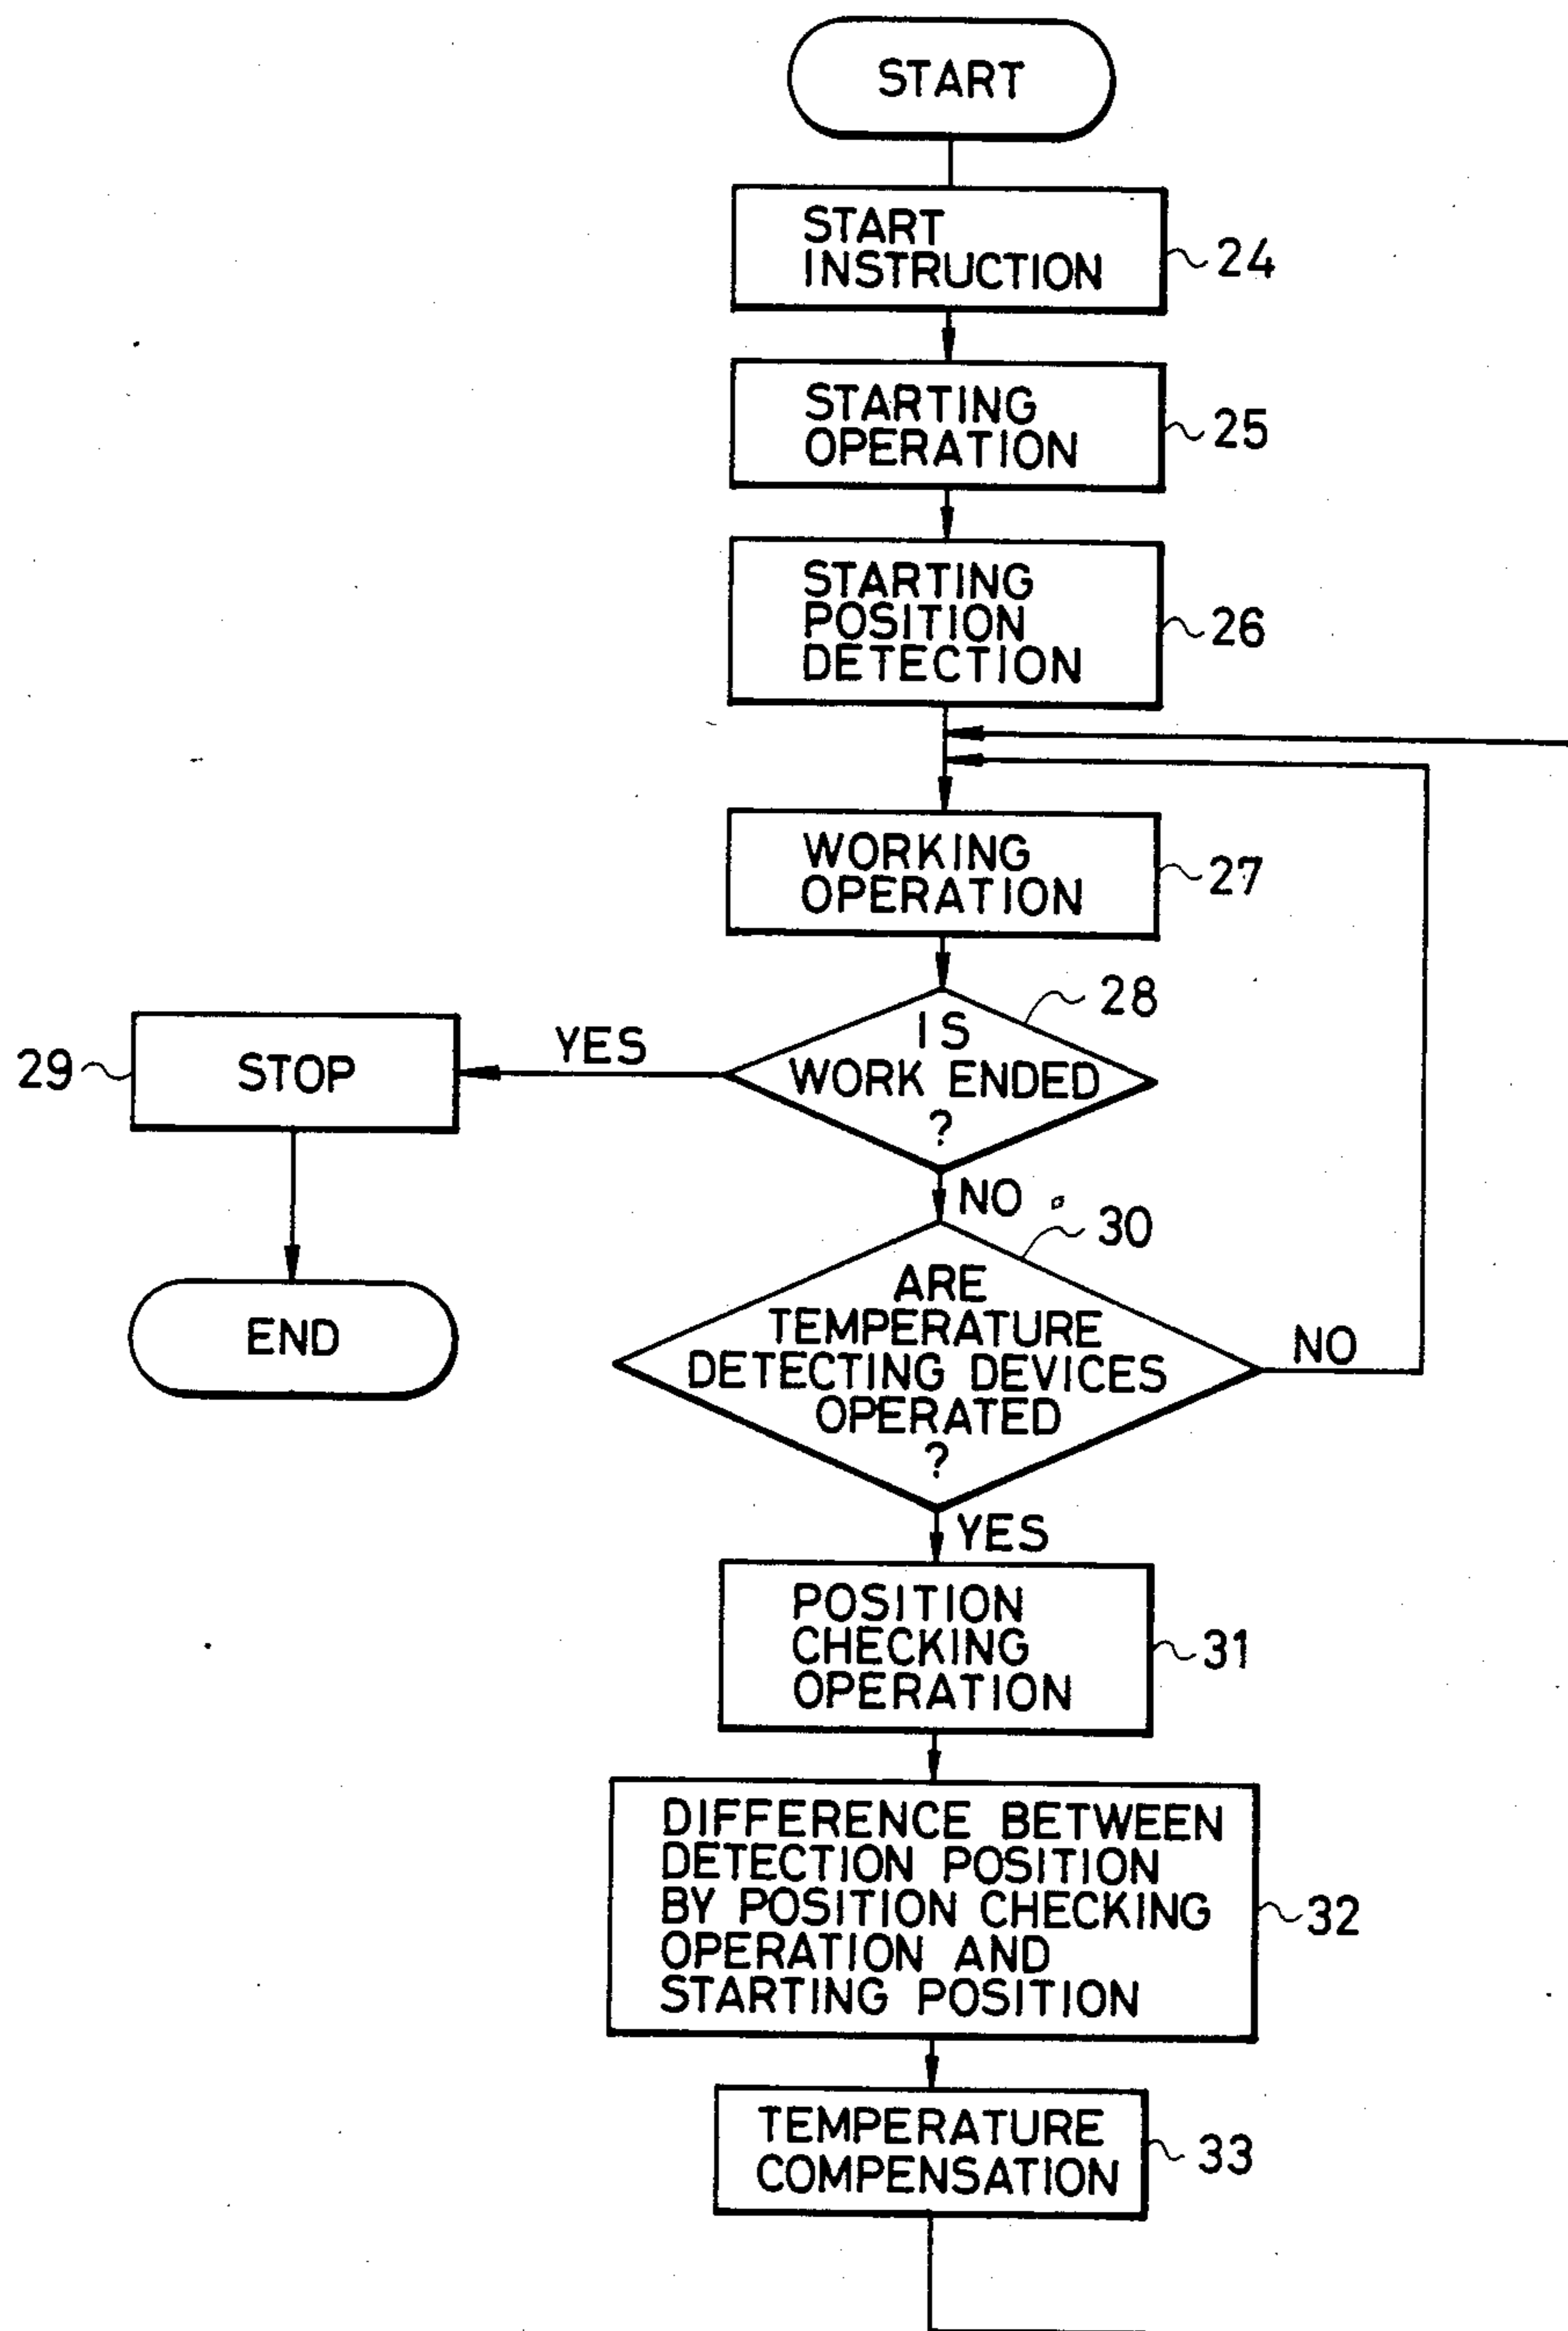 START
START
INSTRUCTION
24
STARTING
OPERATION
25
STARTING
POSITION
DETECTION
26
WORKING
OPERATION
27
28
IS
WORK ENDED
?
YES
29
STOP
END
NO
30
ARE
TEMPERATURE
DETECTING DEVICES
OPERATED
?
NO
YES
POSITION
CHECKING
OPERATION
31
DIFFERENCE BETWEEN
DETECTION POSITION
BY POSITION CHECKING
OPERATION AND
STARTING POSITION
32
TEMPERATURE
COMPENSATION
33